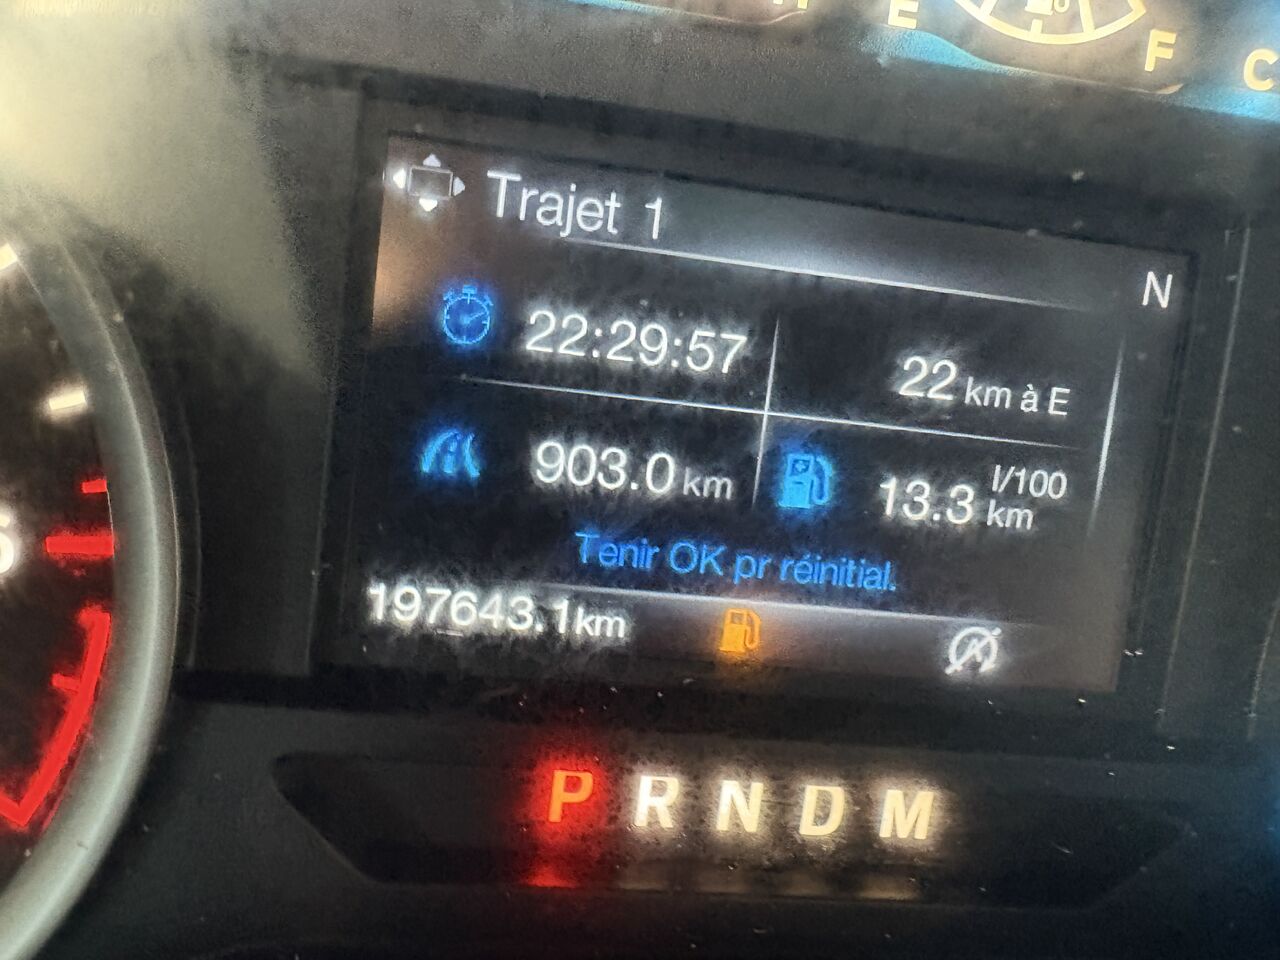 E
F
C
Trajet 1
N
22:29:57
22 km à E
903.0 km
13.3 l/100 km
Tenir OK pr réinitial.
197643.1km
P R N D M